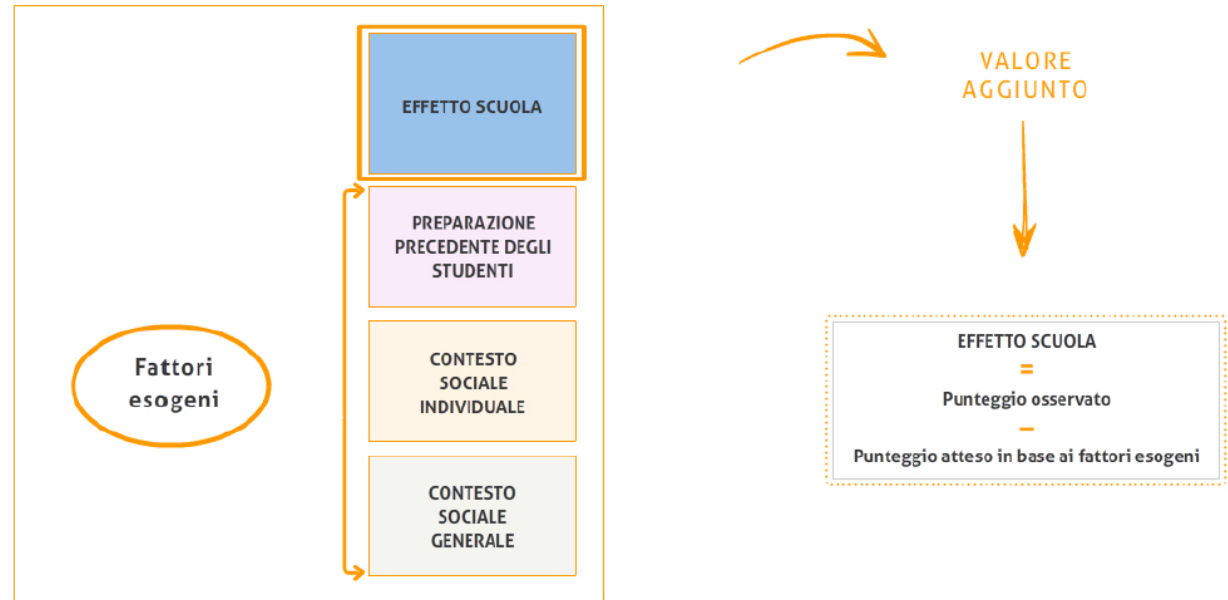 EFFETTO SCUOLA
PREPARAZIONE
PRECEDENTE DEGLI
STUDENTI
CONTESTO
SOCIALE
INDIVIDUALE
CONTESTO
SOCIALE
GENERALE
Fattori
esogeni
VALORE
AGGIUNTO
EFFETTO SCUOLA
=
Punteggio osservato
–
Punteggio atteso in base ai fattori esogeni